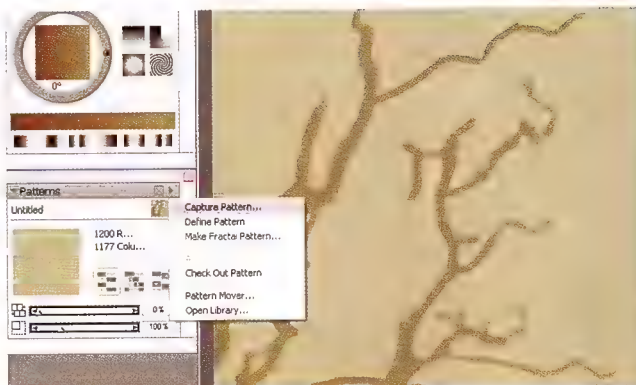 0°
Patterns
Untitled
1200 R...
1177 Colu...
0%
100%
Capture Pattern...
Define Pattern
Make Fractal Pattern...
Check Out Pattern
Pattern Mover...
Open Library...